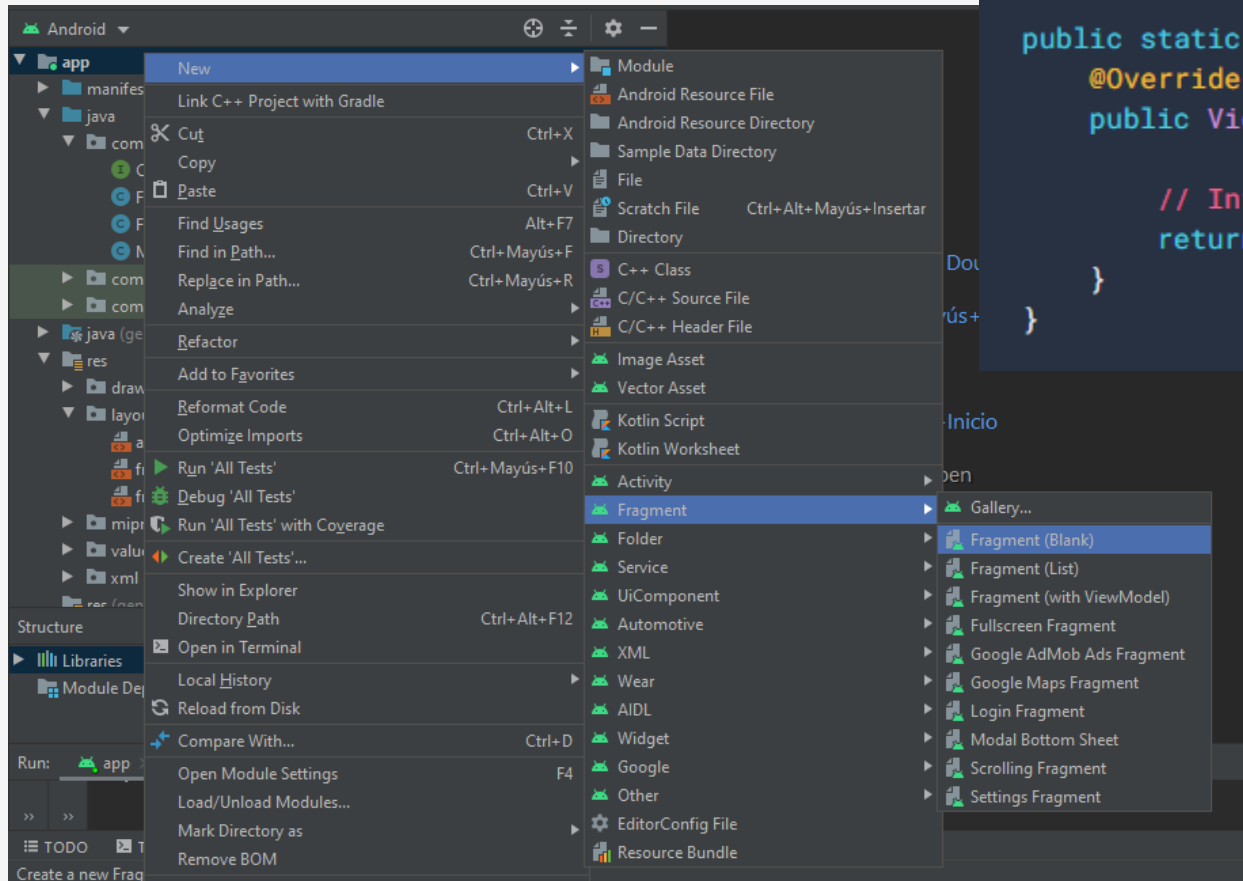 Android
app
New
manifes
Link C++ Project with Gradle
java
Cut Ctrl+X
com
Copy
C
Paste Ctrl+V
F
Find Usages Alt+F7
F
Find in Path... Ctrl+Mayús+F
M
Replace in Path... Ctrl+Mayús+R
com
Analyze
com
Refactor
java (ge
res
Add to Favorites
draw
Reformat Code Ctrl+Alt+L
layou
Optimize Imports Ctrl+Alt+O
a
Run 'All Tests' Ctrl+Mayús+F10
fr
Debug 'All Tests'
fr
Run 'All Tests' with Coverage
mipr
Create 'All Tests'...
valu
xml
Show in Explorer
res (gen
Directory Path Ctrl+Alt+F12
Open in Terminal
Local History
Reload from Disk
Compare With... Ctrl+D
Open Module Settings F4
Load/Unload Modules...
Mark Directory as
Remove BOM
Structure
Libraries
Module Dep
Run: app
TODO T
Create a new Frag
Module
Android Resource File
Android Resource Directory
Sample Data Directory
File
Scratch File Ctrl+Alt+Mayús+Insertar
Directory
C++ Class
C/C++ Source File
C/C++ Header File
Image Asset
Vector Asset
Kotlin Script
Kotlin Worksheet
Activity
Fragment
Folder
Service
UiComponent
Automotive
XML
Wear
AIDL
Widget
Google
Other
EditorConfig File
Resource Bundle
Gallery...
Fragment (Blank)
Fragment (List)
Fragment (with ViewModel)
Fullscreen Fragment
Google AdMob Ads Fragment
Google Maps Fragment
Login Fragment
Modal Bottom Sheet
Scrolling Fragment
Settings Fragment
Dou
ús+
+Inicio
pen
public static
@Override
public Vi
// In
retur
}
}